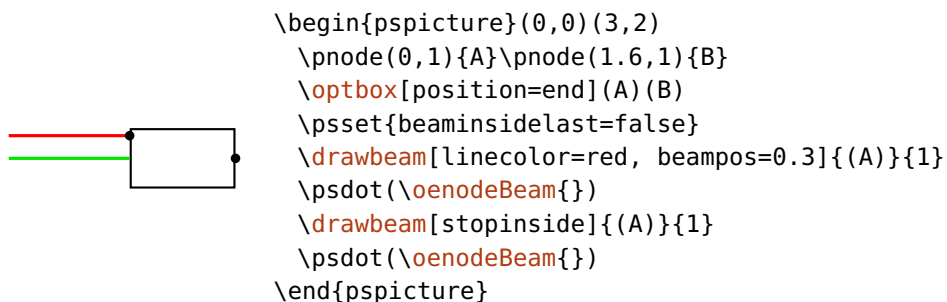 \begin{pspicture}(0,0)(3,2)
\pnode(0,1){A}\pnode(1.6,1){B}
\optbox[position=end](A)(B)
\psset{beaminsidelast=false}
\drawbeam[linecolor=red, beampos=0.3]{(A)}{1}
\psdot(\oenodeBeam{})
\drawbeam[stopinside]{(A)}{1}
\psdot(\oenodeBeam{})
\end{pspicture}